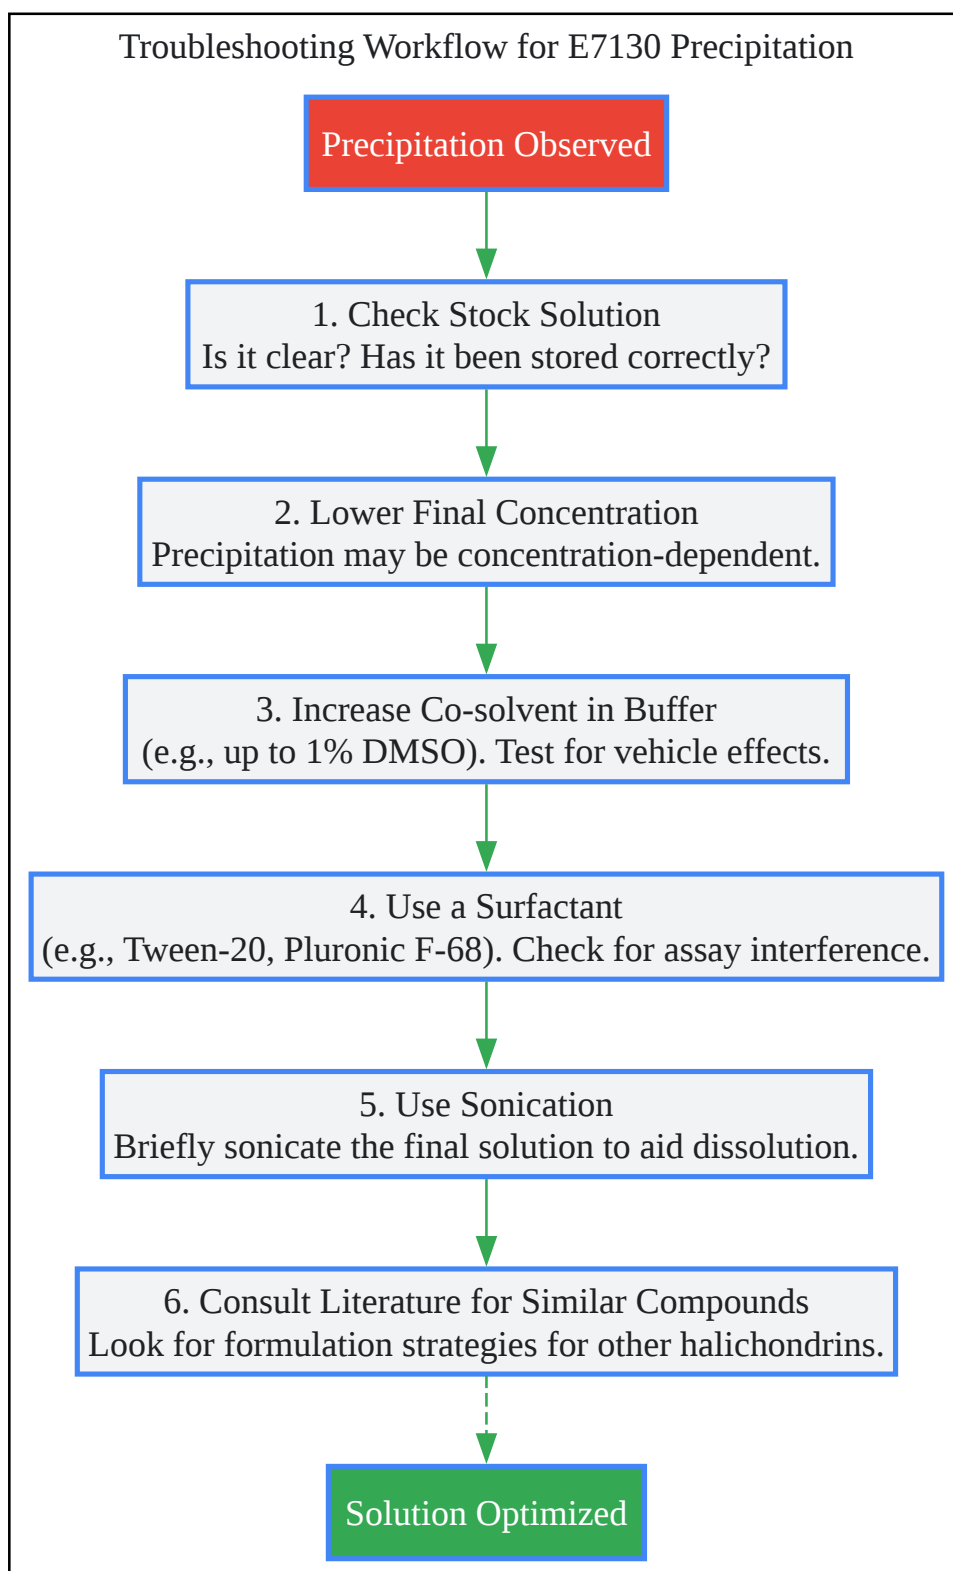 Troubleshooting Workflow for E7130 Precipitation
Precipitation Observed
1. Check Stock Solution
Is it clear? Has it been stored correctly?
2. Lower Final Concentration
Precipitation may be concentration-dependent.
3. Increase Co-solvent in Buffer
(e.g., up to 1% DMSO). Test for vehicle effects.
4. Use a Surfactant
(e.g., Tween-20, Pluronic F-68). Check for assay interference.
5. Use Sonication
Briefly sonicate the final solution to aid dissolution.
6. Consult Literature for Similar Compounds
Look for formulation strategies for other halichondrins.
Solution Optimized